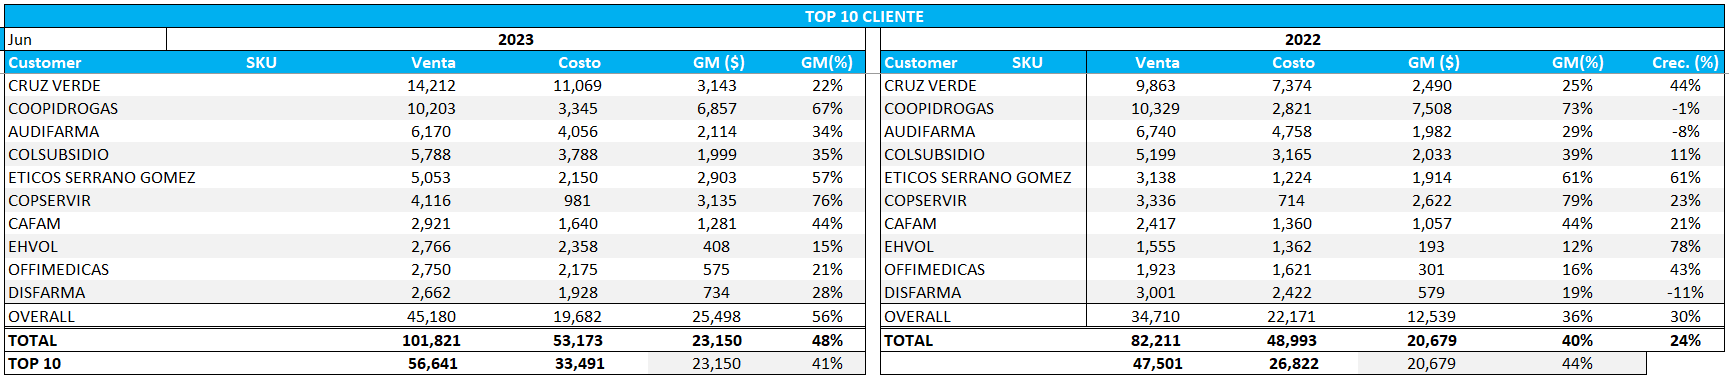 TOP 10 CLIENTE
Jun 2023 2022
Customer SKU Venta Costo GM ($) GM(%) Customer SKU Venta Costo GM ($) GM(%) Crec. (%)
CRUZ VERDE 14,212 11,069 3,143 22% CRUZ VERDE 9,863 7,374 2,490 25% 44%
COOPIDROGAS 10,203 3,345 6,857 67% COOPIDROGAS 10,329 2,821 7,508 73% -1%
AUDIFARMA 6,170 4,056 2,114 34% AUDIFARMA 6,740 4,758 1,982 29% -8%
COLSUBSIDIO 5,788 3,788 1,999 35% COLSUBSIDIO 5,199 3,165 2,033 39% 11%
ETICOS SERRANO GOMEZ 5,053 2,150 2,903 57% ETICOS SERRANO GOMEZ 3,138 1,224 1,914 61% 61%
COPSERVIR 4,116 981 3,135 76% COPSERVIR 3,336 714 2,622 79% 23%
CAFAM 2,921 1,640 1,281 44% CAFAM 2,417 1,360 1,057 44% 21%
EHVOL 2,766 2,358 408 15% EHVOL 1,555 1,362 193 12% 78%
OFFIMEDICAS 2,750 2,175 575 21% OFFIMEDICAS 1,923 1,621 301 16% 43%
DISFARMA 2,662 1,928 734 28% DISFARMA 3,001 2,422 579 19% -11%
OVERALL 45,180 19,682 25,498 56% OVERALL 34,710 22,171 12,539 36% 30%
TOTAL 101,821 53,173 23,150 48% TOTAL 82,211 48,993 20,679 40% 24%
TOP 10 56,641 33,491 23,150 41% 47,501 26,822 20,679 44%